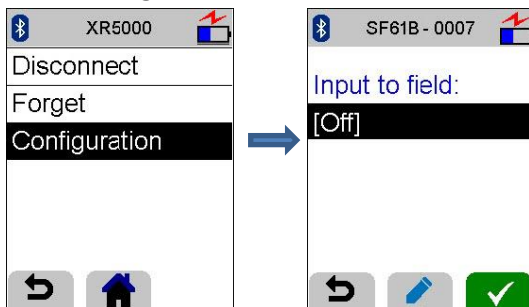 XR5000
Disconnect
Forget
Configuration
SF61B - 0007
Input to field:
[Off]